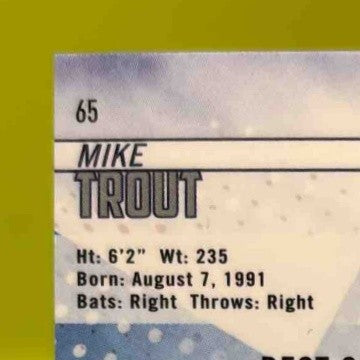 65
MIKE
TROUT
Ht: 6'2" Wt: 235
Born: August 7, 1991
Bats: Right Throws: Right